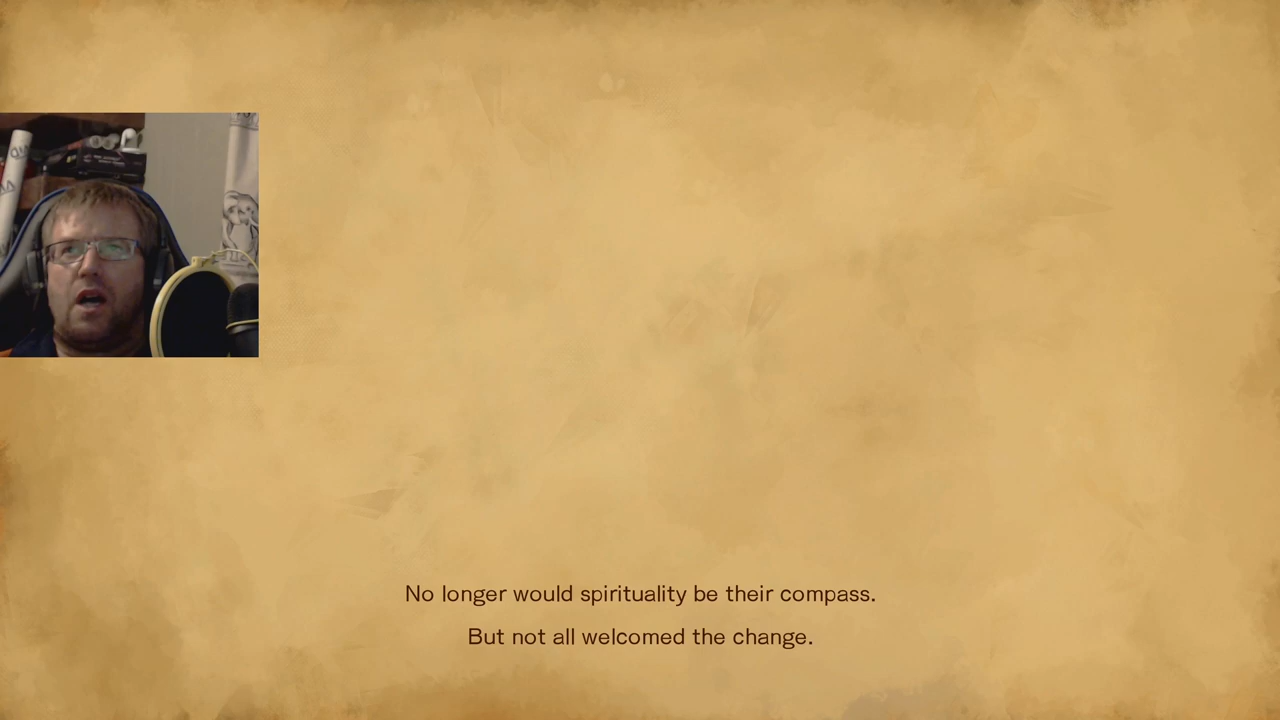 No longer would spirituality be their compass.
But not all welcomed the change.